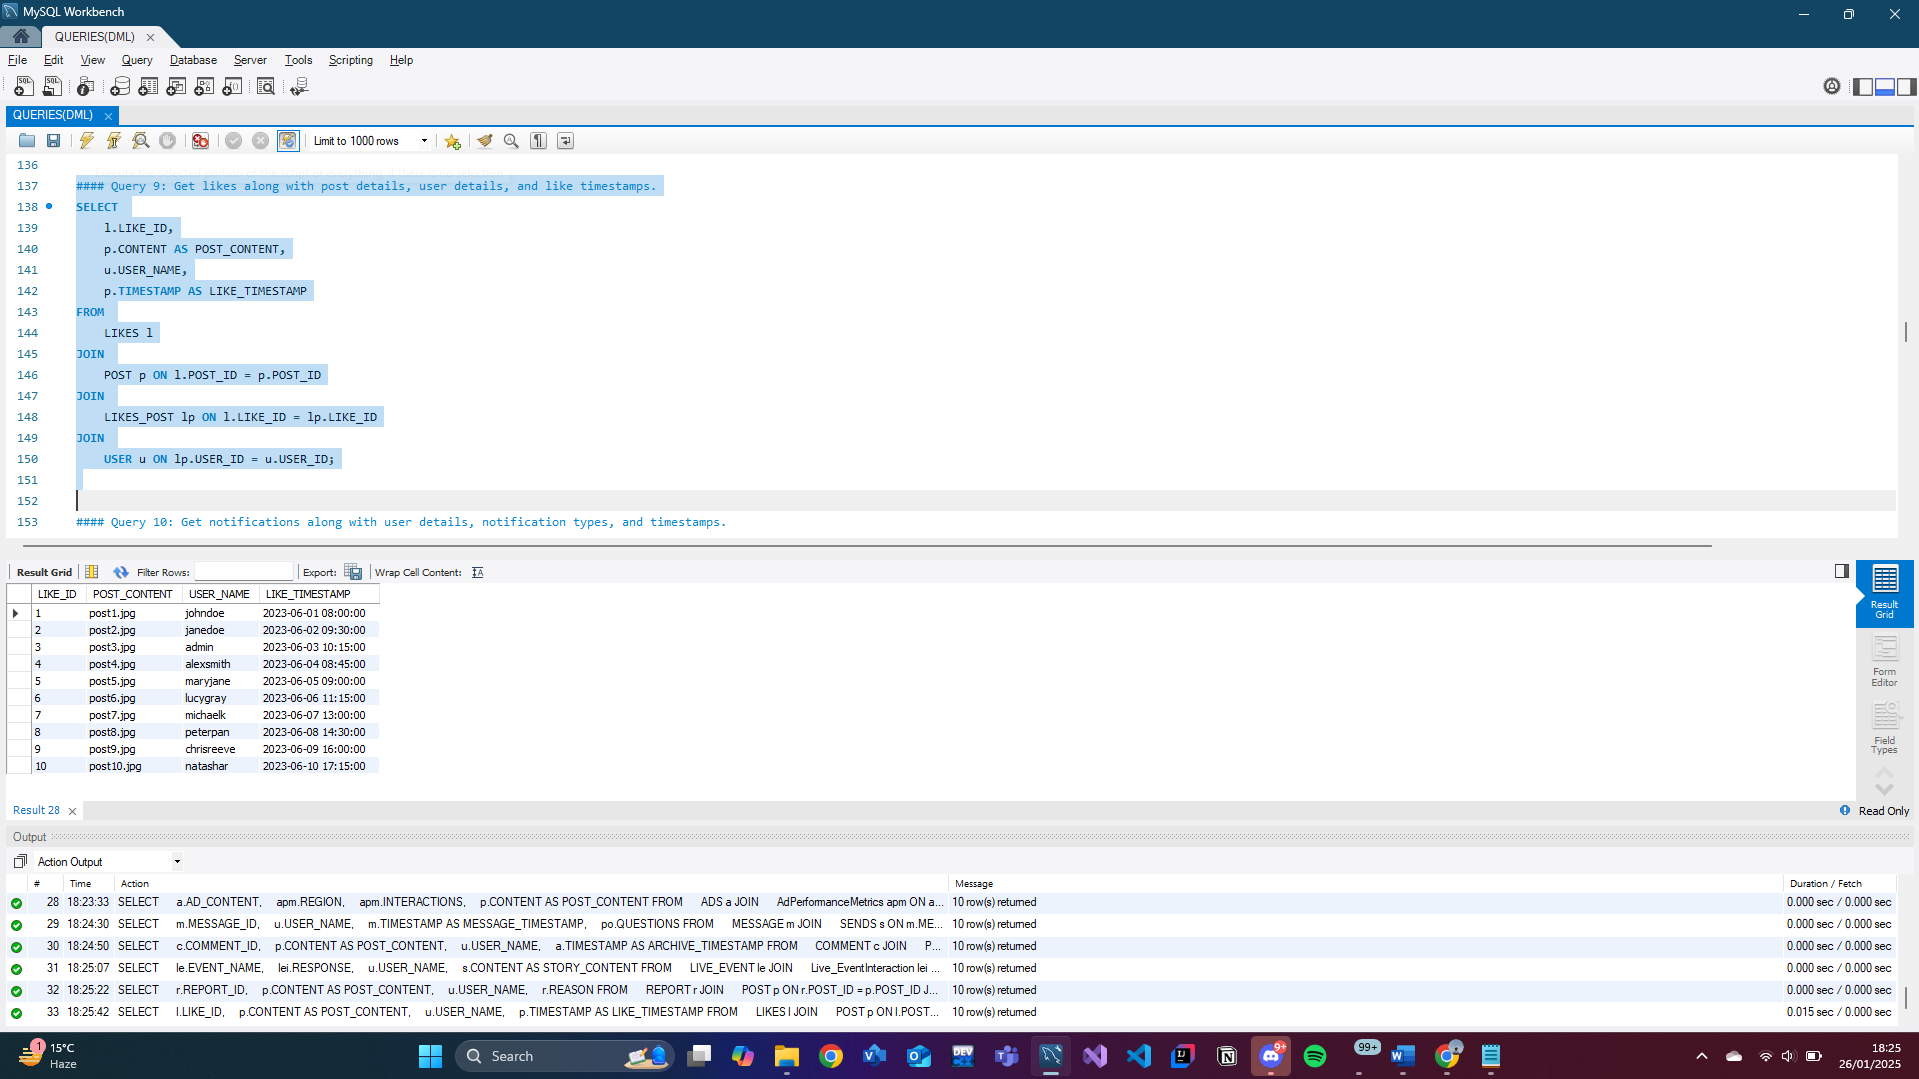 MySQL Workbench
QUERIES(DML)
File Edit View Query Database Server Tools Scripting Help
QUERIES(DML)
Limit to 1000 rows
136
137 #### Query 9: Get likes along with post details, user details, and like timestamps.
138 SELECT
139 l.LIKE_ID,
140 p.CONTENT AS POST_CONTENT,
141 u.USER_NAME,
142 p.TIMESTAMP AS LIKE_TIMESTAMP
143 FROM
144 LIKES l
145 JOIN
146 POST p ON l.POST_ID = p.POST_ID
147 JOIN
148 LIKES_POST lp ON l.LIKE_ID = lp.LIKE_ID
149 JOIN
150 USER u ON lp.USER_ID = u.USER_ID;
151
152
153 #### Query 10: Get notifications along with user details, notification types, and timestamps.
Result Grid Filter Rows: Export: Wrap Cell Content:
LIKE_ID POST_CONTENT USER_NAME LIKE_TIMESTAMP
1 post1.jpg johndoe 2023-06-01 08:00:00
2 post2.jpg janedoe 2023-06-02 09:30:00
3 post3.jpg admin 2023-06-03 10:15:00
4 post4.jpg alexsmith 2023-06-04 08:45:00
5 post5.jpg maryjane 2023-06-05 09:00:00
6 post6.jpg lucygray 2023-06-06 11:15:00
7 post7.jpg michaelk 2023-06-07 13:00:00
8 post8.jpg peterpan 2023-06-08 14:30:00
9 post9.jpg chrisreeve 2023-06-09 16:00:00
10 post10.jpg natashar 2023-06-10 17:15:00
Result
Grid
Form
Editor
Field
Types
Result 28
Read Only
Output
Action Output
# Time Action Message Duration / Fetch
28 18:23:33 SELECT a.AD_CONTENT, apm.REGION, apm.INTERACTIONS, p.CONTENT AS POST_CONTENT FROM ADS a JOIN AdPerformanceMetrics apm ON a... 10 row(s) returned 0.000 sec / 0.000 sec
29 18:24:30 SELECT m.MESSAGE_ID, u.USER_NAME, m.TIMESTAMP AS MESSAGE_TIMESTAMP, po.QUESTIONS FROM MESSAGE m JOIN SENDS s ON m.ME... 10 row(s) returned 0.000 sec / 0.000 sec
30 18:24:50 SELECT c.COMMENT_ID, p.CONTENT AS POST_CONTENT, u.USER_NAME, a.TIMESTAMP AS ARCHIVE_TIMESTAMP FROM COMMENT c JOIN P... 10 row(s) returned 0.000 sec / 0.000 sec
31 18:25:07 SELECT le.EVENT_NAME, lei.RESPONSE, u.USER_NAME, s.CONTENT AS STORY_CONTENT FROM LIVE_EVENT le JOIN Live_EventInteraction lei ... 10 row(s) returned 0.000 sec / 0.000 sec
32 18:25:22 SELECT r.REPORT_ID, p.CONTENT AS POST_CONTENT, u.USER_NAME, r.REASON FROM REPORT r JOIN POST p ON r.POST_ID = p.POST_ID J... 10 row(s) returned 0.000 sec / 0.000 sec
33 18:25:42 SELECT l.LIKE_ID, p.CONTENT AS POST_CONTENT, u.USER_NAME, p.TIMESTAMP AS LIKE_TIMESTAMP FROM LIKES l JOIN POST p ON l.POST... 10 row(s) returned 0.015 sec / 0.000 sec
1 15°C
Haze
Search
DEV
9+
99+
18:25
26/01/2025